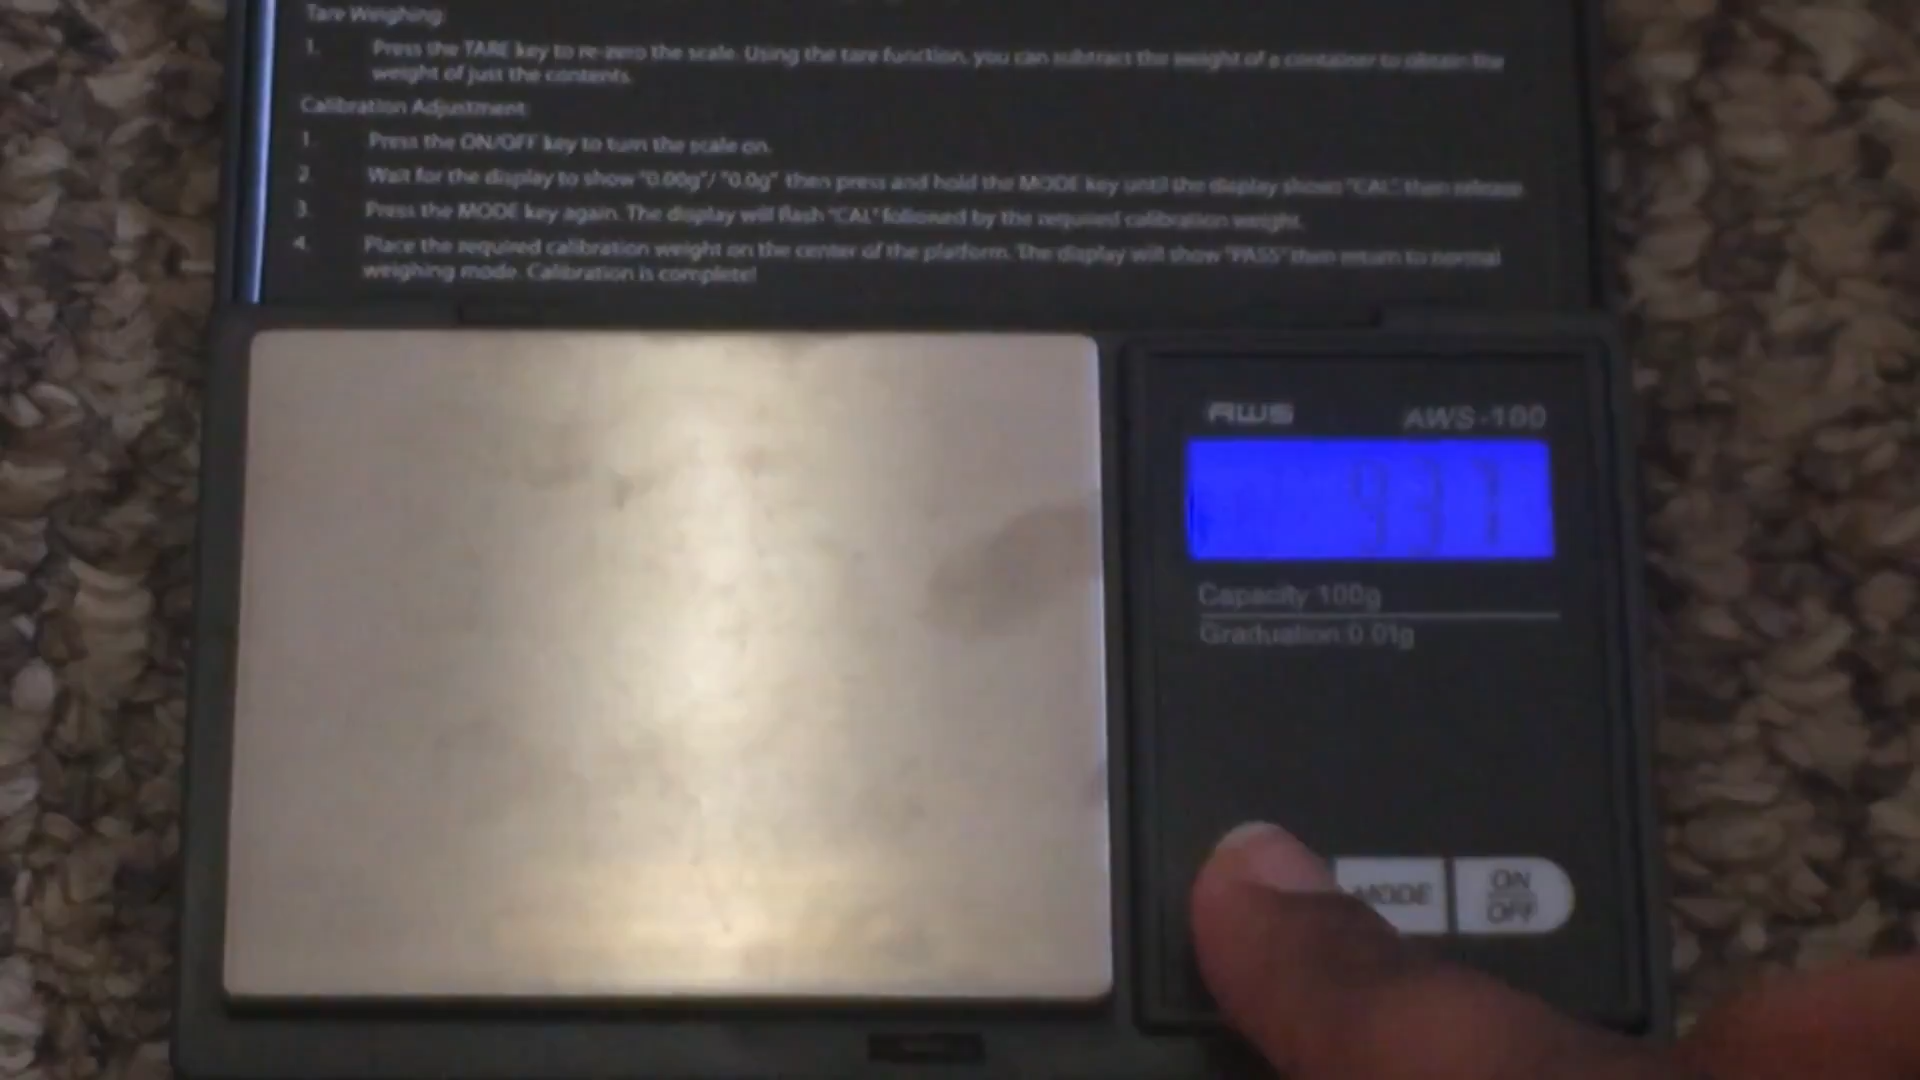 Tare Weighing:
1. Press the TARE key to re-zero the scale. Using the tare function, you can subtract the weight of a container to obtain the
weight of just the contents.
Calibration Adjustment:
1. Press the ON/OFF key to turn the scale on.
2. Wait for the display to show "0.00g"/ "0.0g" then press and hold the MODE key until the display shows "CAL" then release
3. Press the MODE key again. The display will flash "CAL" followed by the required calibration weight.
4. Place the required calibration weight on the center of the platform. The display will show "PASS" then return to normal
weighing mode. Calibration is complete!
AWS AWS-100
Capacity 100g
Graduation 0.01g
MODE ON
OFF